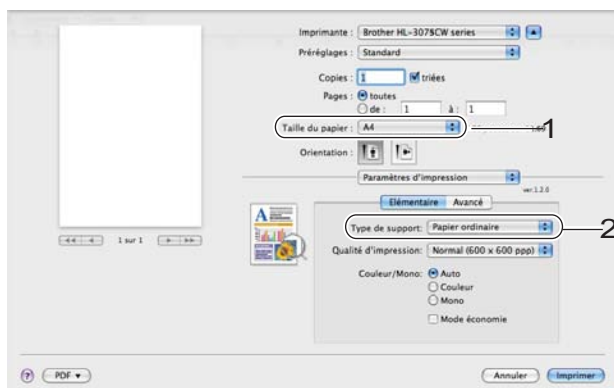 Imprimante : Brother HL-3075CW series
Préréglages : Standard
Copies : 1 triées
Pages : toutes
de : 1 à : 1
Taille du papier : A4
1
Orientation :
Paramètres d'impression
ver.1.2.0
Elémentaire Avancé
Type de support: Papier ordinaire
2
1 sur 1
Qualité d'impression: Normal (600 x 600 ppp)
Couleur/Mono: Auto
Couleur
Mono
Mode économie
? PDF Annuler Imprimer